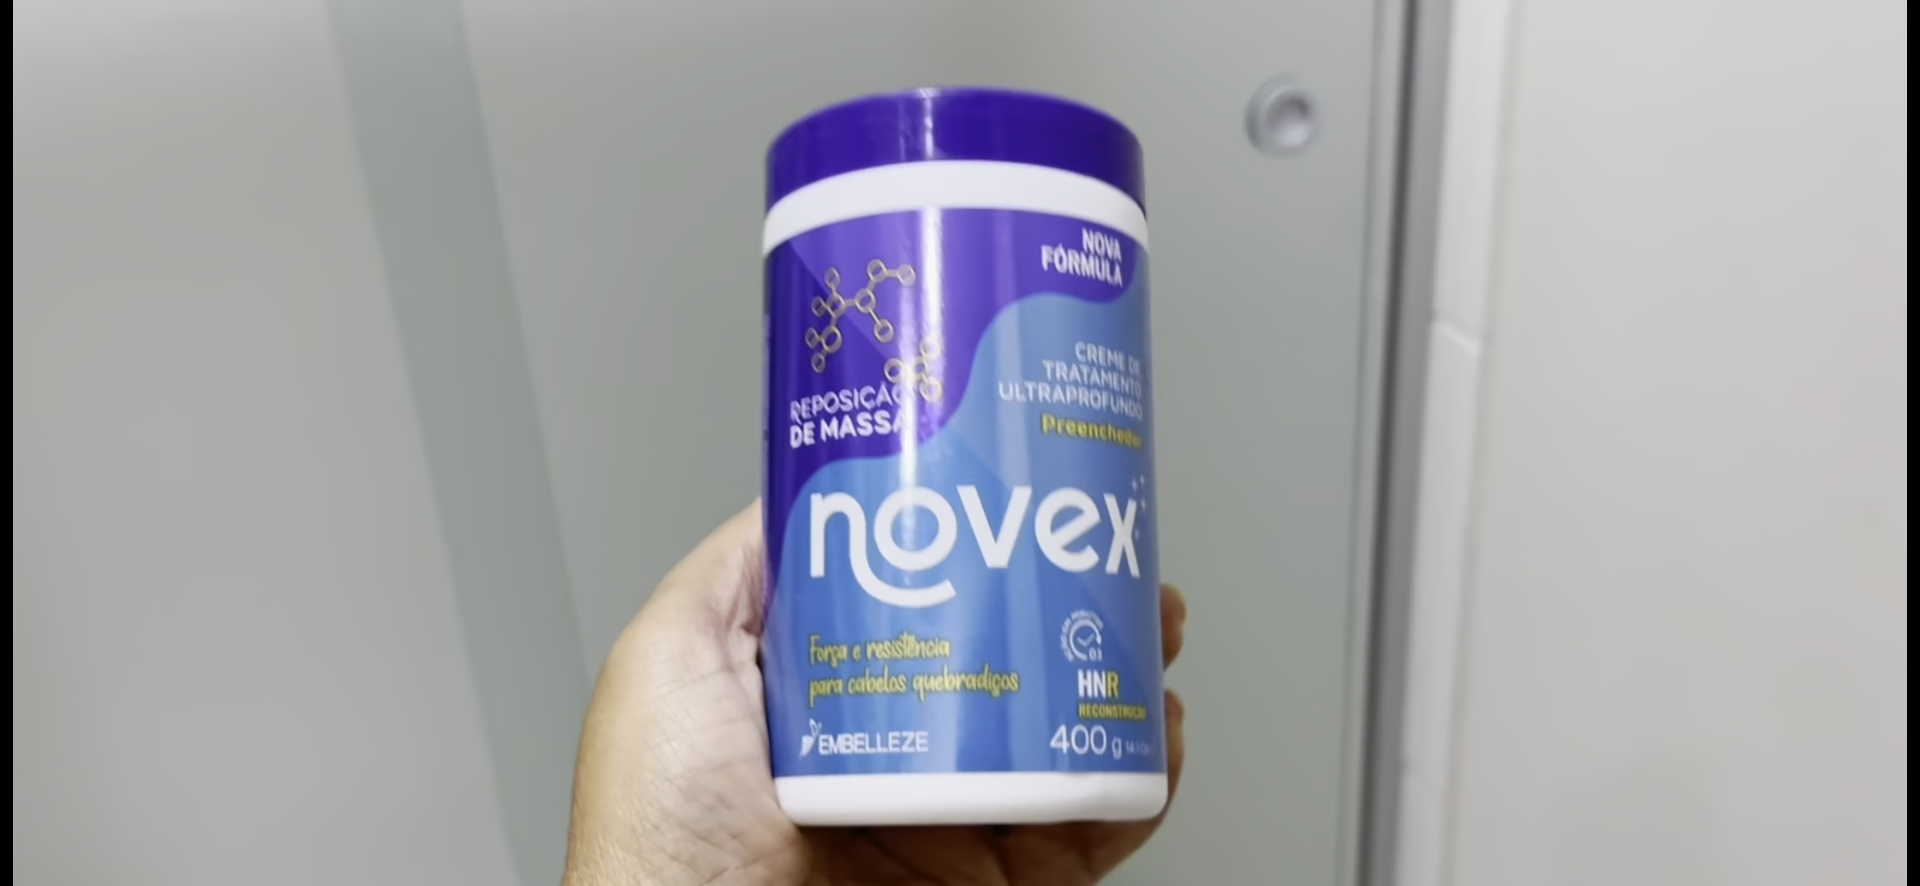 NOVA
FÓRMULA
CREME DE
TRATAMENTO
ULTRAPROFUNDO
Preenchedor
REPOSIÇÃO
DE MASSA
novex
Força e resistência
para cabelos quebradiços
03
HNR
RECONSTRUÇÃO
EMBELLEZE
400 g